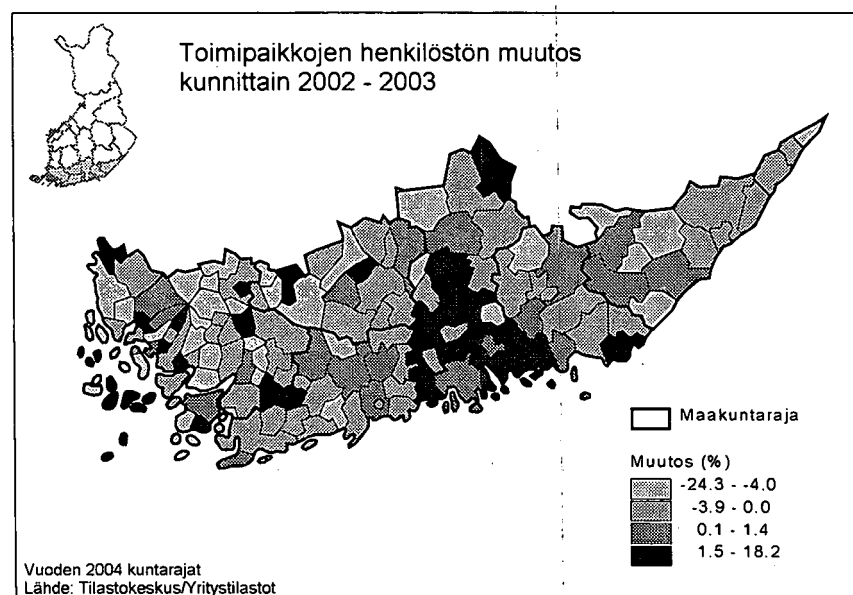 Toimipaikkojen henkilöstön muutos
kunnittain 2002 - 2003
Maakuntaraja
Muutos (%)
-24.3 - -4.0
-3.9 - 0.0
0.1 - 1.4
1.5 - 18.2
Vuoden 2004 kuntarajat
Lähde: Tilastokeskus/Yritystilastot